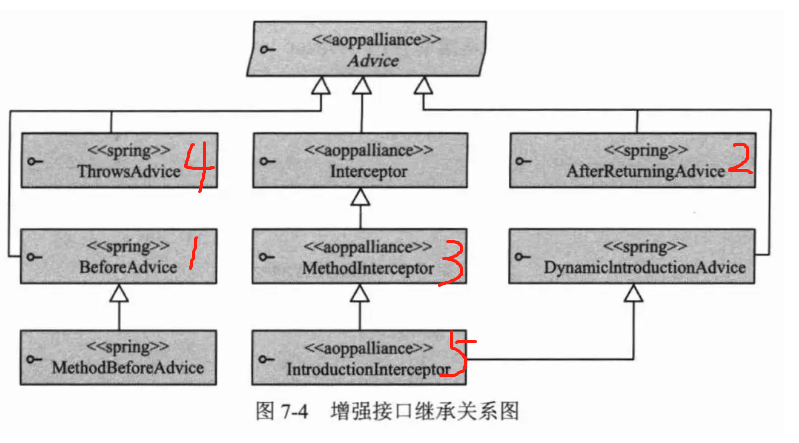 <<aoppalliance>>
Advice
<<spring>>
ThrowsAdvice
4
<<aoppalliance>>
Interceptor
<<spring>>
AfterReturningAdvice
2
<<spring>>
BeforeAdvice
1
<<aoppalliance>>
MethodInterceptor
3
<<spring>>
DynamicIntroductionAdvice
<<spring>>
MethodBeforeAdvice
<<aoppalliance>>
IntroductionInterceptor
5
图 7-4 增强接口继承关系图